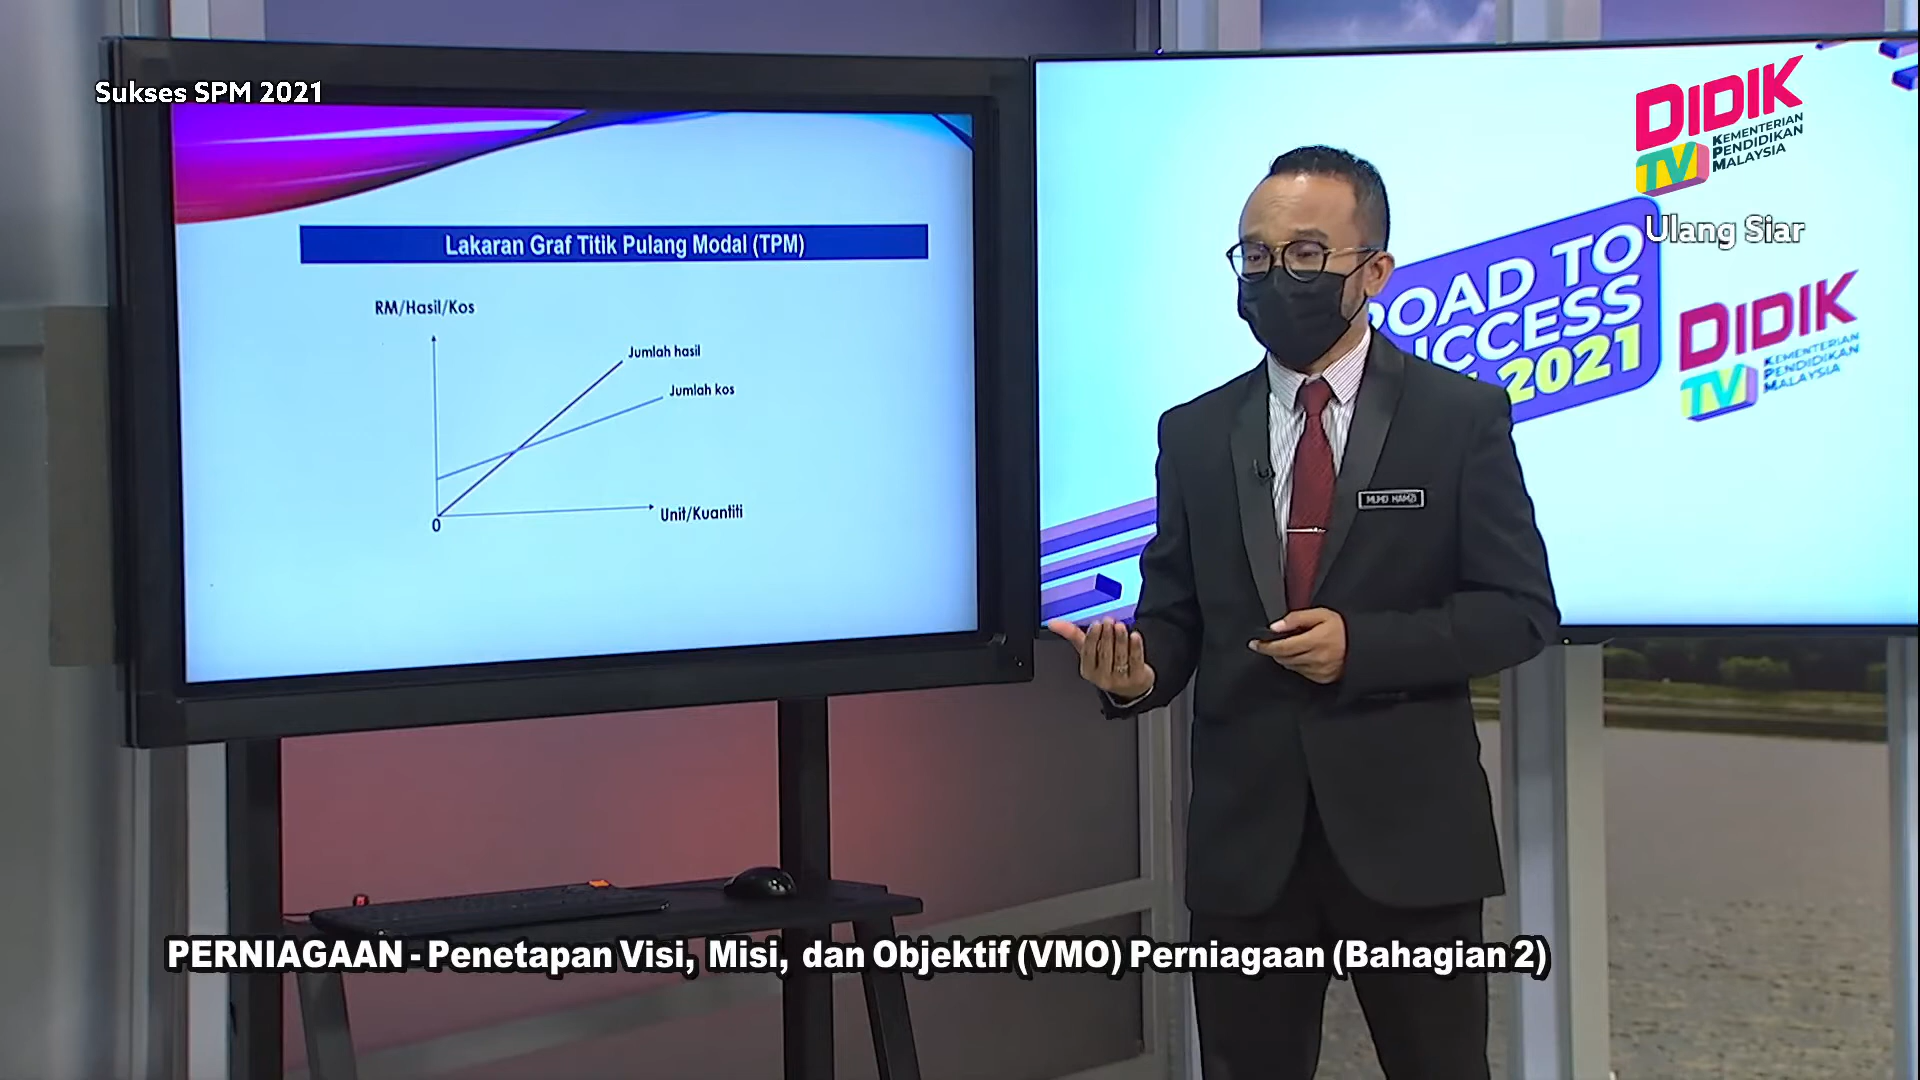 Sukses SPM 2021
Lakaran Graf Titik Pulang Modal (TPM)
RM/Hasil/Kos
Jumlah hasil
Jumlah kos
0
Unit/Kuantiti
DIDIK
TV
KEMENTERIAN
PENDIDIKAN
MALAYSIA
Ulang Siar
ROAD TO
2021
DIDIK
TV
KEMENTERIAN
PENDIDIKAN
MALAYSIA
MUHD HAMZI
PERNIAGAAN - Penetapan Visi, Misi, dan Objektif (VMO) Perniagaan (Bahagian 2)